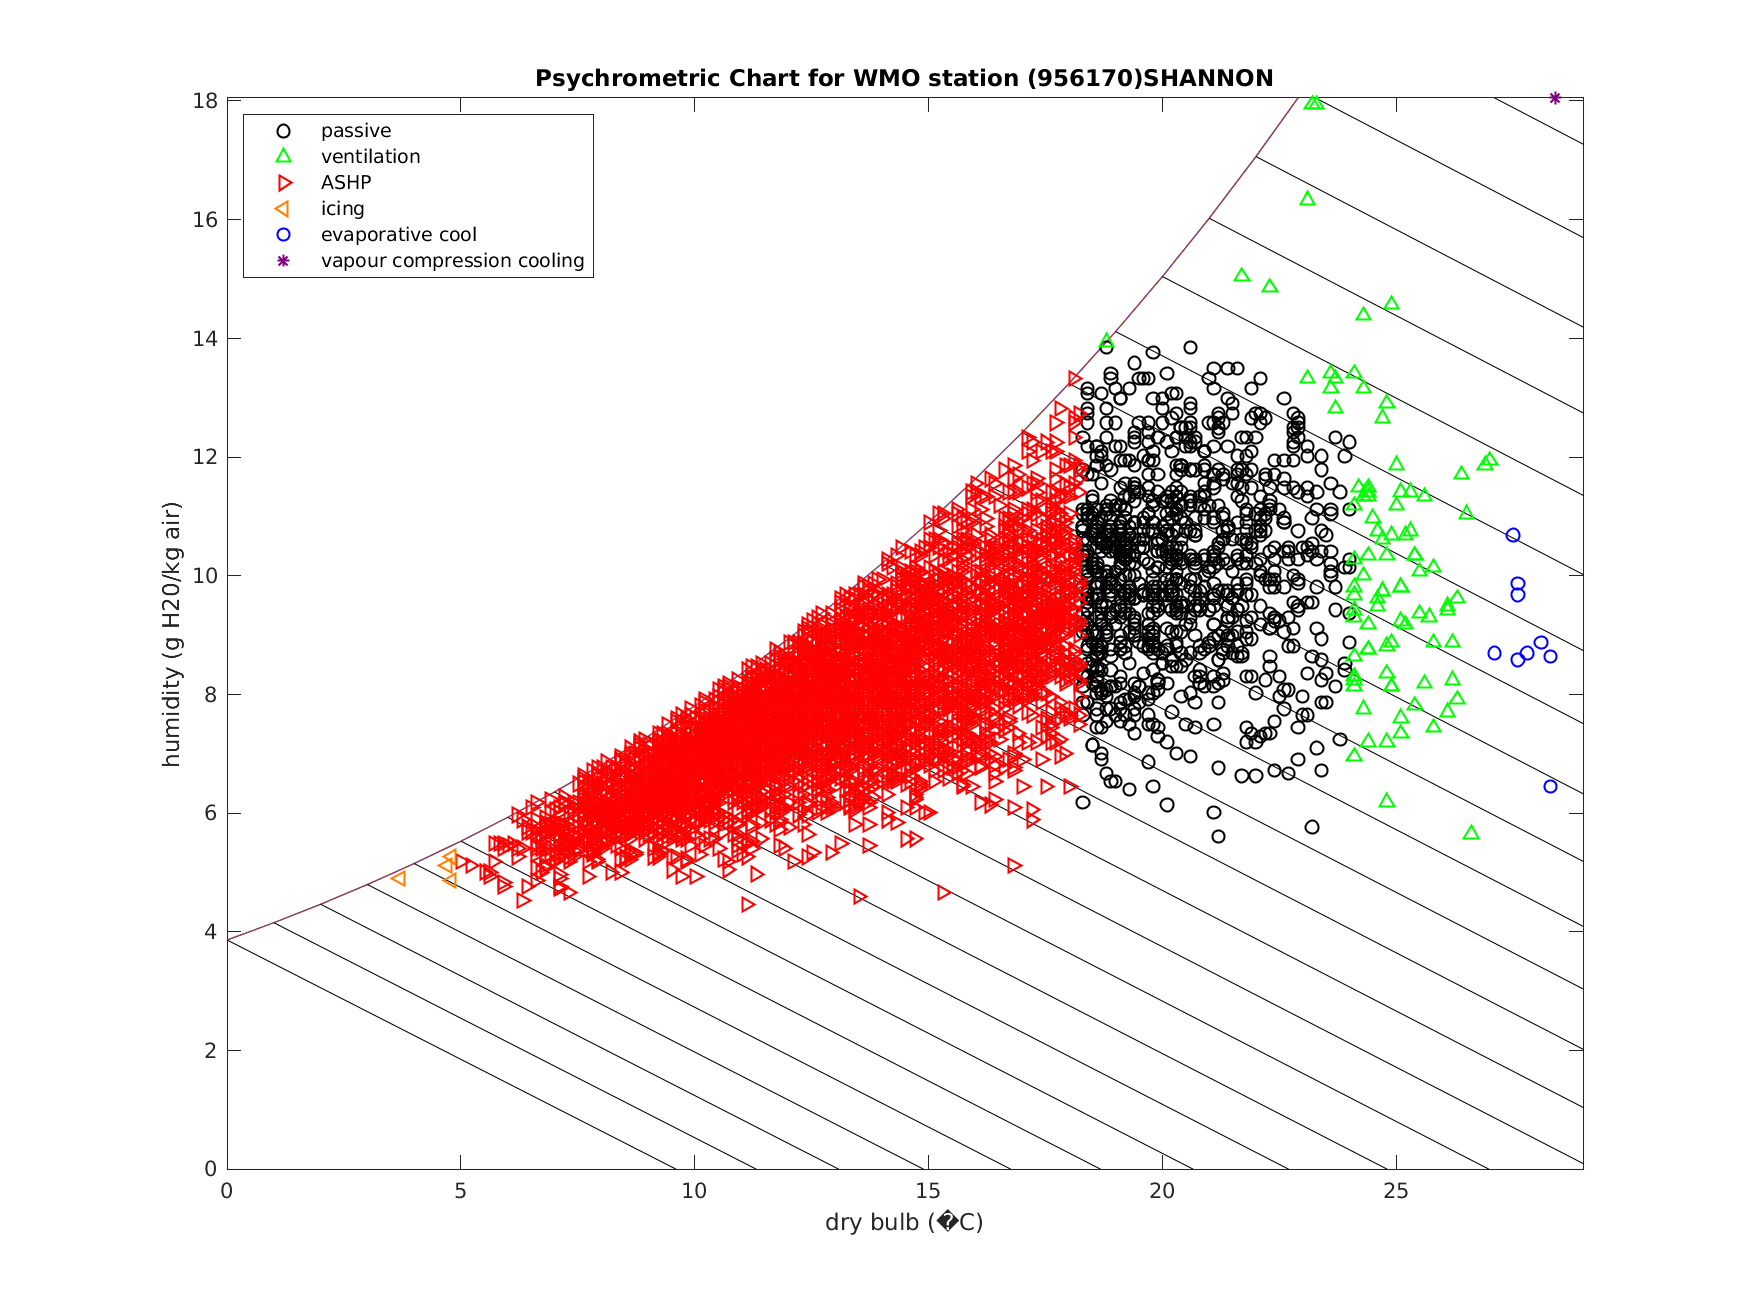 Psychrometric Chart for WMO station (956170)SHANNON
passive
ventilation
ASHP
icing
evaporative cool
vapour compression cooling
humidity (g H20/kg air)
18
16
14
12
10
8
6
4
2
0
0 5 10 15 20 25
dry bulb (�C)